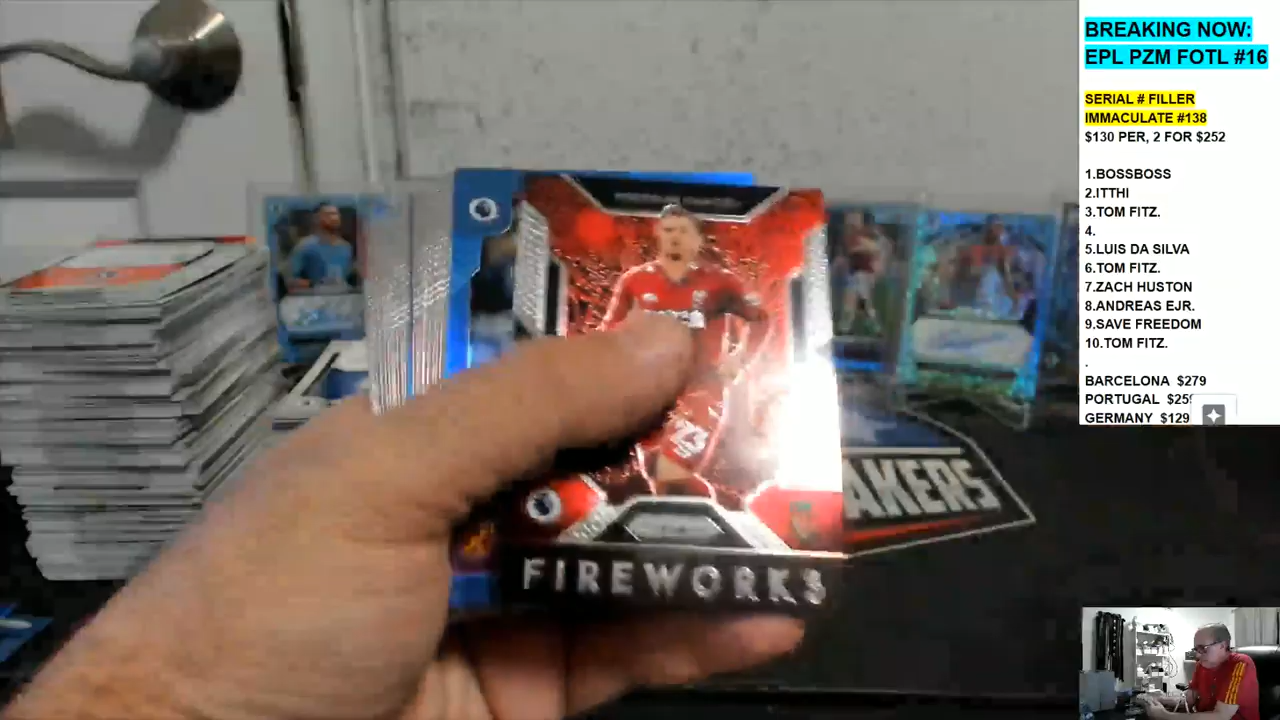 BREAKING NOW:
EPL PZM FOTL #16
SERIAL # FILLER
IMMACULATE #138
$130 PER, 2 FOR $252
1.BOSSBOSS
2.ITTHI
3.TOM FITZ.
4.
5.LUIS DA SILVA
6.TOM FITZ.
7.ZACH HUSTON
8.ANDREAS EJR.
9.SAVE FREEDOM
10.TOM FITZ.
.
BARCELONA $279
PORTUGAL
GERMANY $129
23
AKERS
FIREWORKS